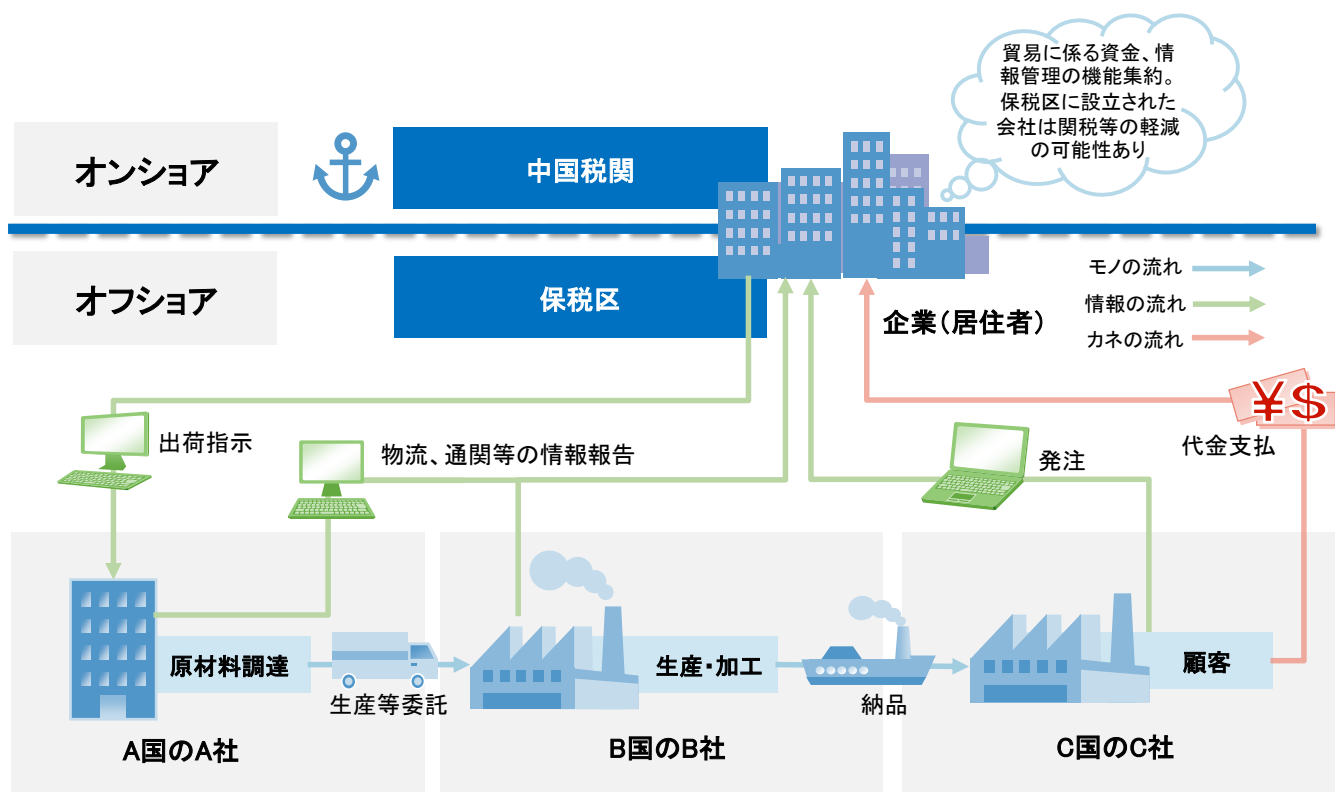 貿易に係る資金、情
報管理の機能集約。
保税区に設立された
会社は関税等の軽減
の可能性あり
オンショア
中国税関
オフショア
保税区
企業(居住者)
モノの流れ
情報の流れ
カネの流れ
¥$
出荷指示
物流、通関等の情報報告
発注
代金支払
原材料調達
生産・加工
顧客
生産等委託
納品
A国のA社
B国のB社
C国のC社